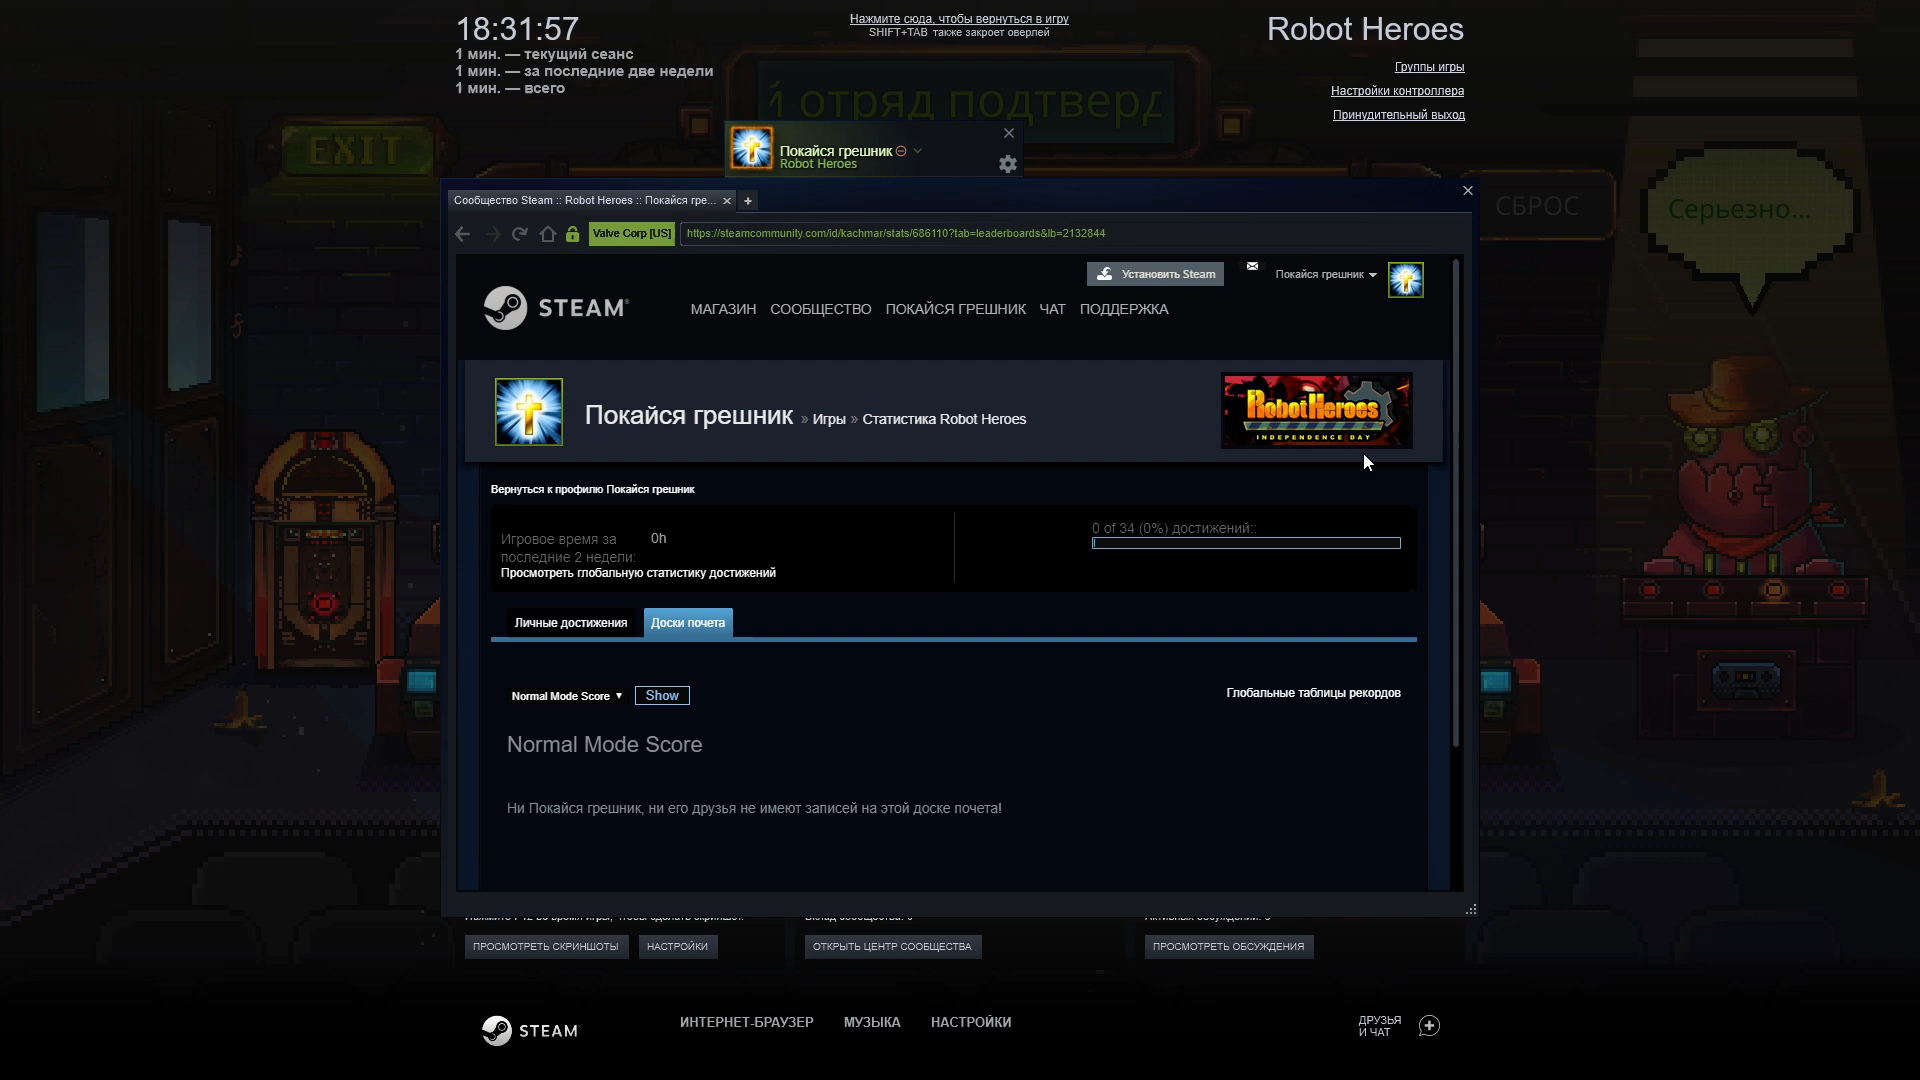 18:31:57
1 мин. — текущий сеанс
1 мин. — за последние две недели
1 мин. — всего
Нажмите сюда, чтобы вернуться в игру
SHIFT+TAB также закроет оверлей
Robot Heroes
Группы игры
Настройки контроллера
Принудительный выход
Й отряд подтверд
EXIT
Покайся грешник
Robot Heroes
СБРОС
Серьезно...
Сообщество Steam :: Robot Heroes :: Покайся гре...
Valve Corp [US]
https://steamcommunity.com/id/kachmar/stats/686110?tab=leaderboards&lb=2132844
Установить Steam
Покайся грешник
STEAM
МАГАЗИН СООБЩЕСТВО ПОКАЙСЯ ГРЕШНИК ЧАТ ПОДДЕРЖКА
Покайся грешник » Игры » Статистика Robot Heroes
RobotHeroes
INDEPENDENCE DAY
Вернуться к профилю Покайся грешник
Игровое время за последние 2 недели:
0h
Просмотреть глобальную статистику достижений
0 of 34 (0%) достижений::
Личные достижения
Доски почета
Normal Mode Score ▼
Show
Глобальные таблицы рекордов
Normal Mode Score
Ни Покайся грешник, ни его друзья не имеют записей на этой доске почета!
ПРОСМОТРЕТЬ СКРИНШОТЫ
НАСТРОЙКИ
ОТКРЫТЬ ЦЕНТР СООБЩЕСТВА
ПРОСМОТРЕТЬ ОБСУЖДЕНИЯ
STEAM
ИНТЕРНЕТ-БРАУЗЕР
МУЗЫКА
НАСТРОЙКИ
ДРУЗЬЯ
И ЧАТ